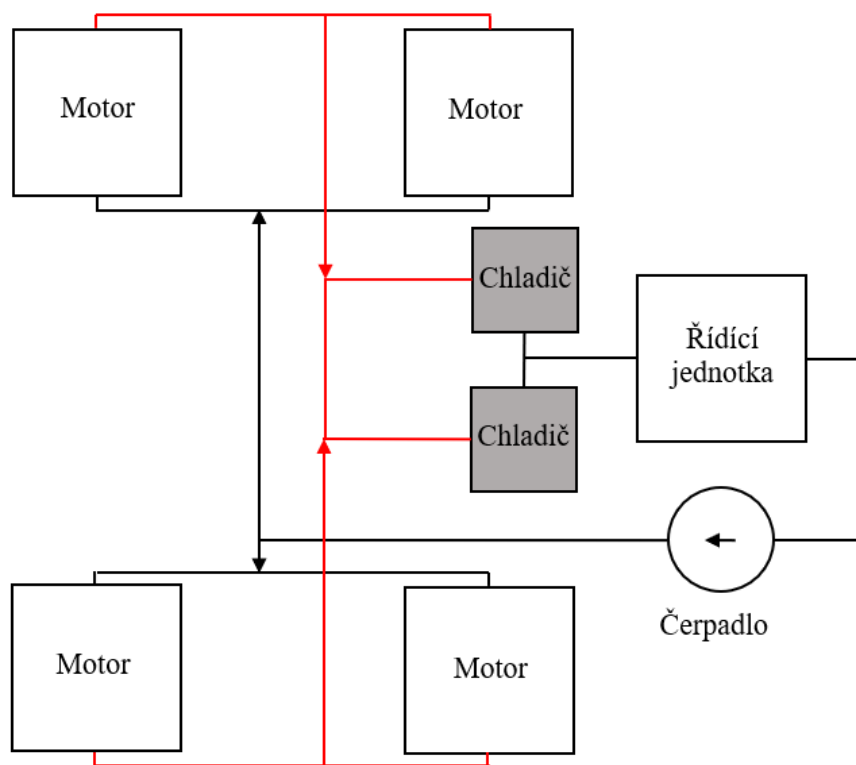 Motor
Motor
Chladič
Řídící
jednotka
Chladič
Čerpadlo
Motor
Motor